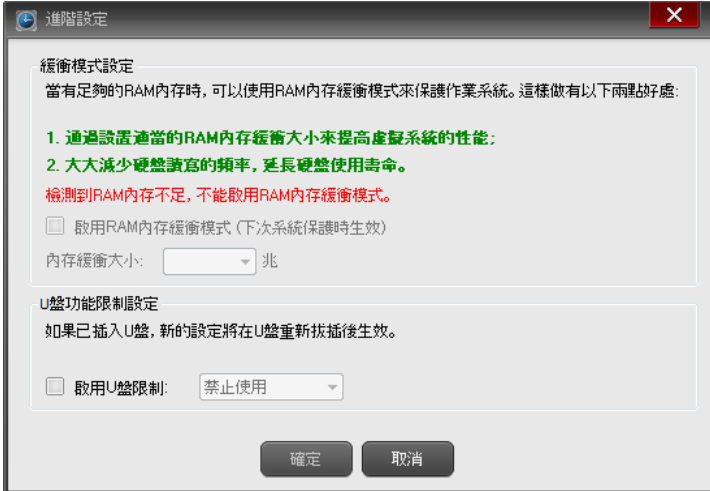 進階設定
緩衝模式設定
當有足夠的RAM內存時, 可以使用RAM內存緩衝模式來保護作業系統。這樣做有以下兩點好處:
1. 通過設置適當的RAM內存緩衝大小來提高虛擬系統的性能;
2. 大大減少硬盤讀寫的頻率, 延長硬盤使用壽命。
檢測到RAM內存不足, 不能啟用RAM內存緩衝模式。
啟用RAM內存緩衝模式 (下次系統保護時生效)
內存緩衝大小: 兆
U盤功能限制設定
如果已插入U盤, 新的設定將在U盤重新拔插後生效。
啟用U盤限制: 禁止使用
確定 取消